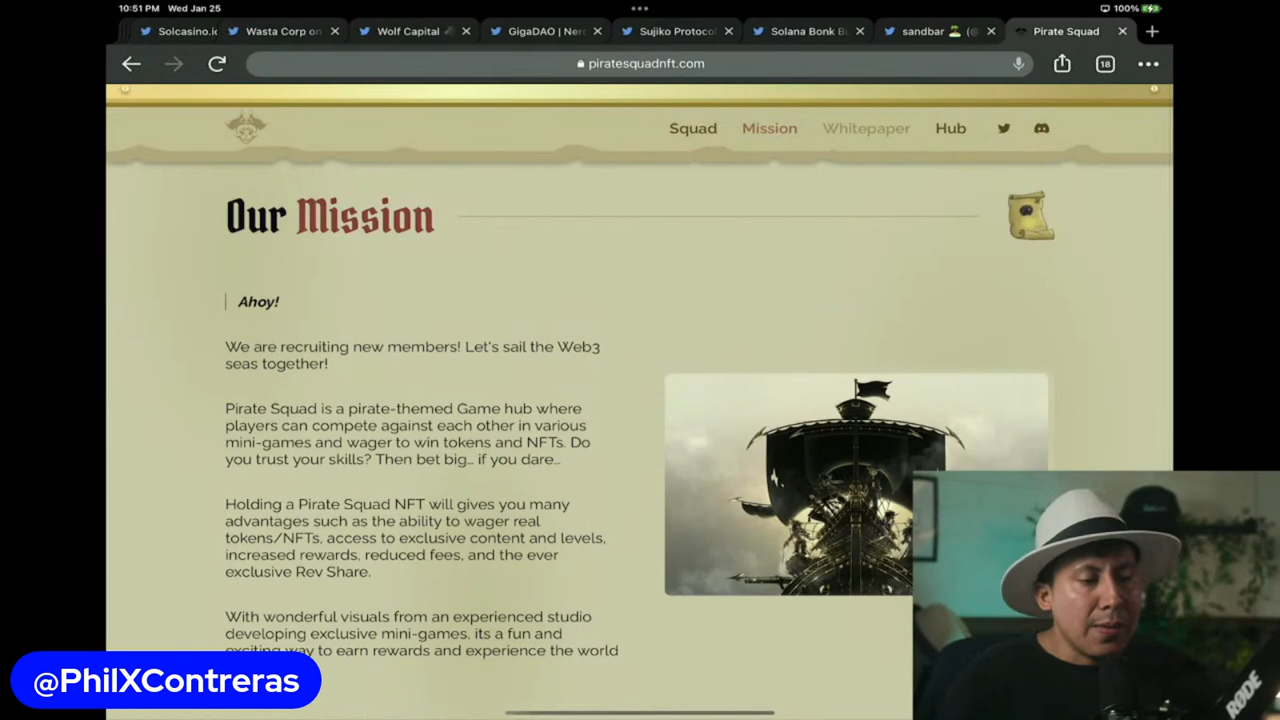 10:51 PM Wed Jan 25
100%
Solcasino.io
Wasta Corp on
Wolf Capital
GigaDAO | Nerd
Sujiko Protocol
Solana Bonk B
sandbar
Pirate Squad
piratesquadnft.com
18
Squad Mission Whitepaper Hub
Our Mission
Ahoy!
We are recruiting new members! Let's sail the Web3
seas together!
Pirate Squad is a pirate-themed Game hub where
players can compete against each other in various
mini-games and wager to win tokens and NFTs. Do
you trust your skills? Then bet big... if you dare...
Holding a Pirate Squad NFT will gives you many
advantages such as the ability to wager real
tokens/NFTs, access to exclusive content and levels,
increased rewards, reduced fees, and the ever
exclusive Rev Share.
With wonderful visuals from an experienced studio
developing exclusive mini-games, its a fun and
exciting way to earn rewards and experience the world
@PhilXContreras
RØDE